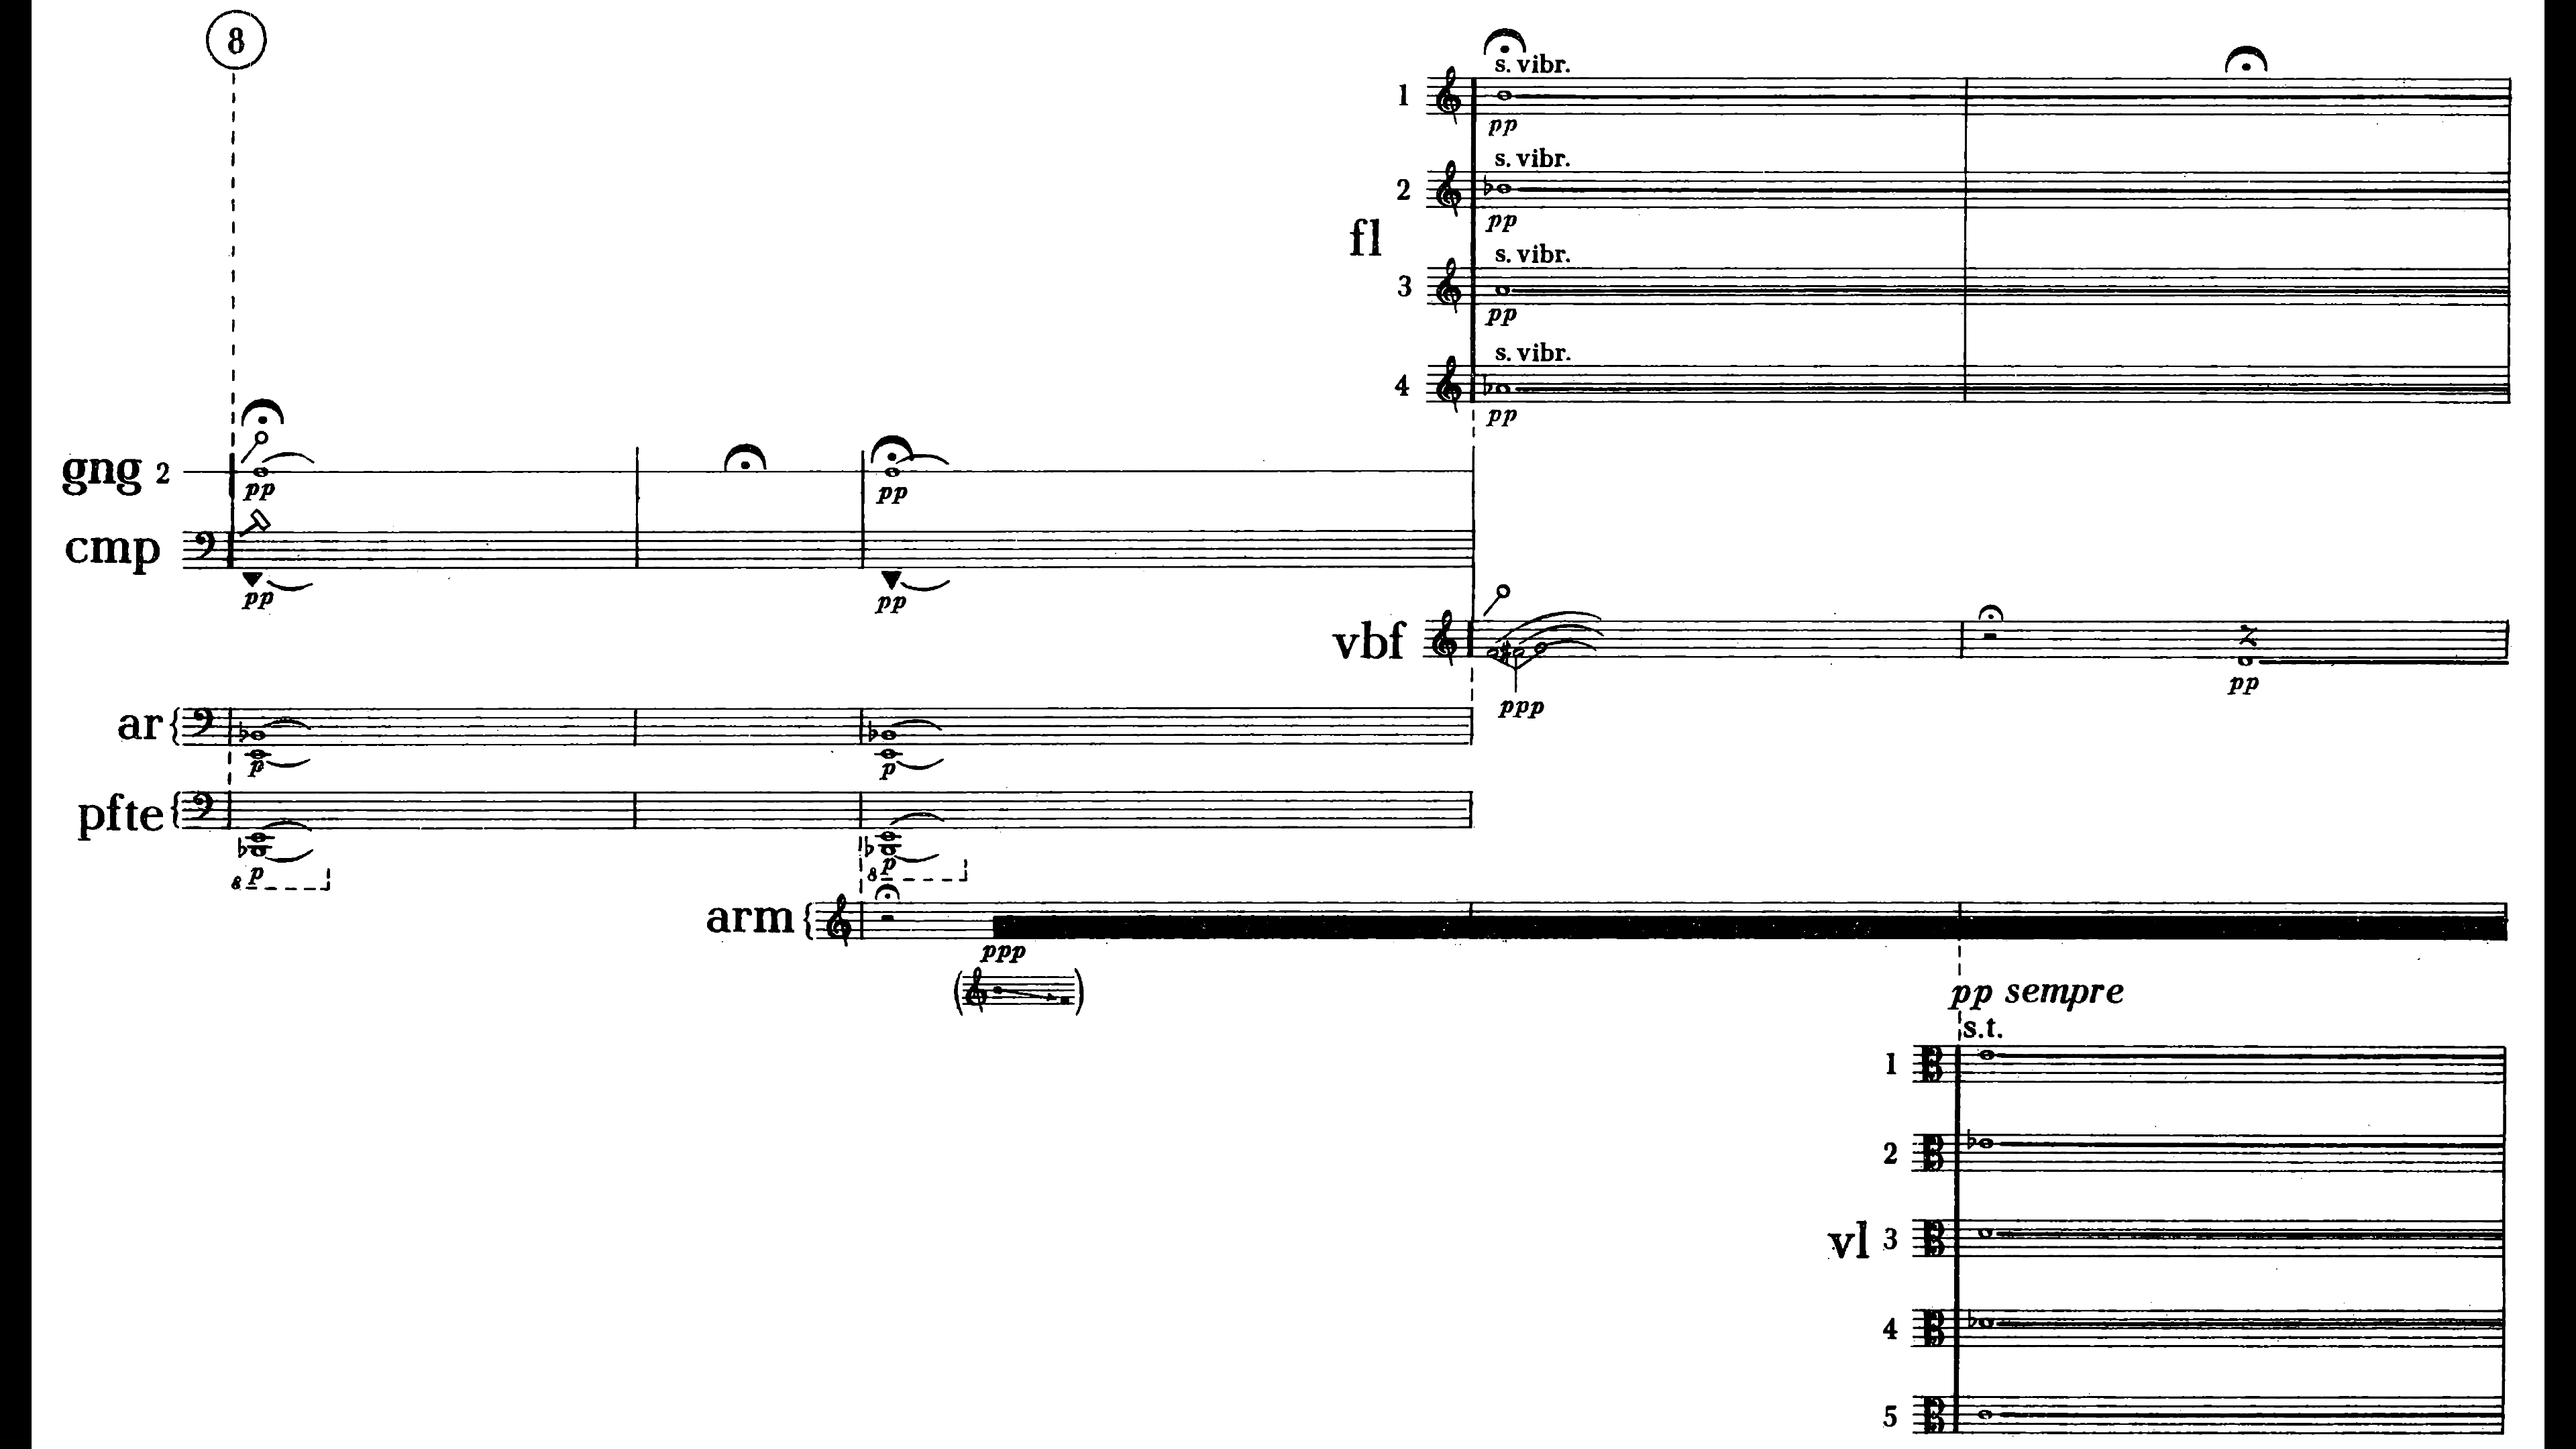 8
s. vibr.
1
pp
s. vibr.
2
pp
fl
s. vibr.
3
pp
s. vibr.
4
pp
gng 2
pp
pp
cmp
pp
pp
vbf
ppp
pp
ar
p
p
pfte
p
p
8
8
arm
ppp
pp sempre
s.t.
1
2
vl 3
4
5